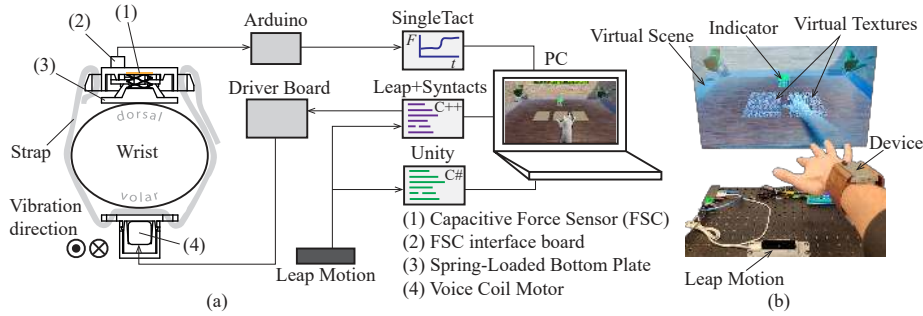 (2)
(1)
Arduino
SingleTact
F
t
PC
(3)
Driver Board
Leap+Syntacts
C++
dorsal
Strap
Wrist
volar
Unity
C#
Vibration
direction
(4)
Leap Motion
(1) Capacitive Force Sensor (FSC)
(2) FSC interface board
(3) Spring-Loaded Bottom Plate
(4) Voice Coil Motor
(a)
Virtual Scene
Indicator
Virtual Textures
Device
Leap Motion
(b)